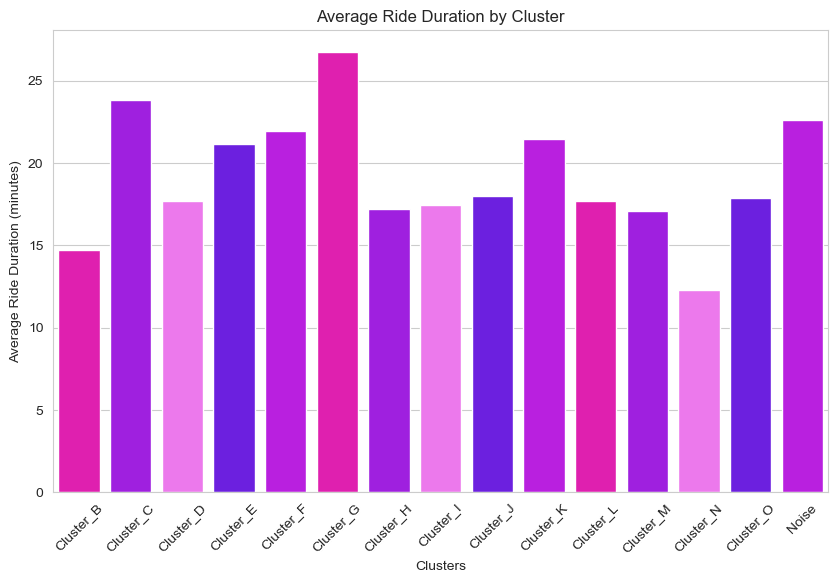 Average Ride Duration by Cluster
Average Ride Duration (minutes)
25
20
15
10
5
0
Cluster_B
Cluster_C
Cluster_D
Cluster_E
Cluster_F
Cluster_G
Cluster_H
Cluster_I
Cluster_J
Cluster_K
Cluster_L
Cluster_M
Cluster_N
Cluster_O
Noise
Clusters